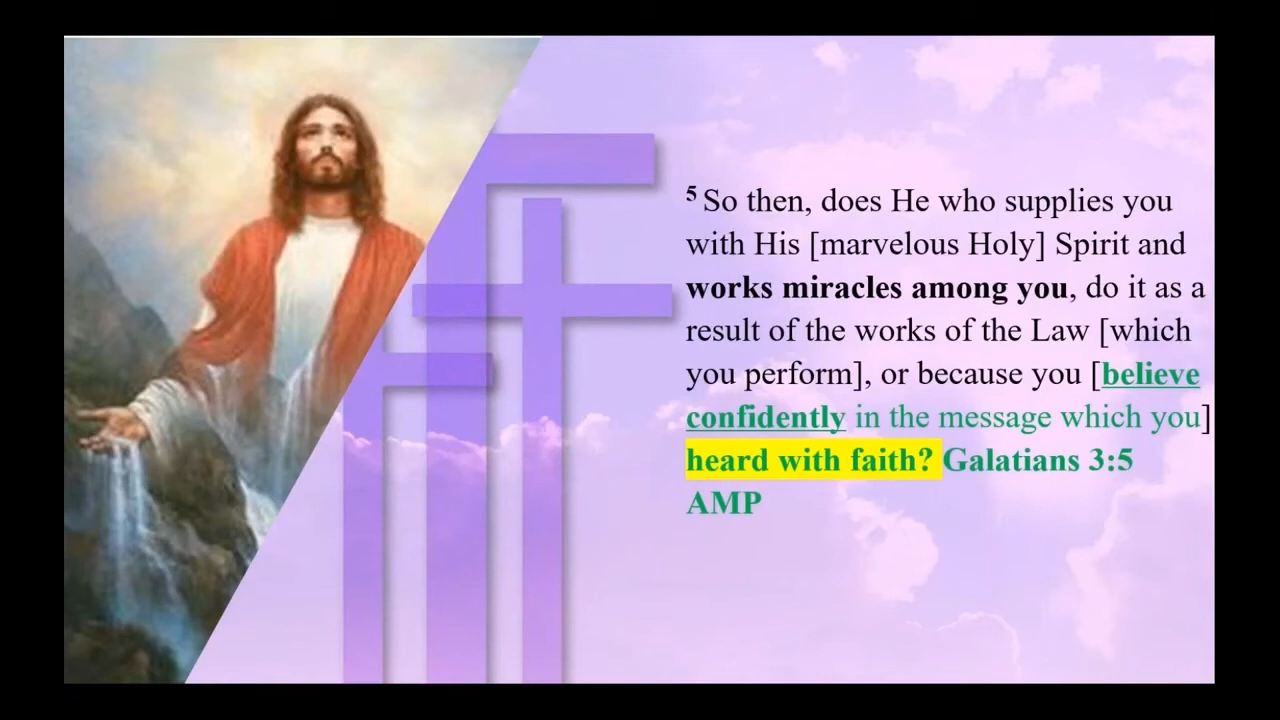 5 So then, does He who supplies you
with His [marvelous Holy] Spirit and
works miracles among you, do it as a
result of the works of the Law [which
you perform], or because you [believe
confidently in the message which you]
heard with faith? Galatians 3:5
AMP